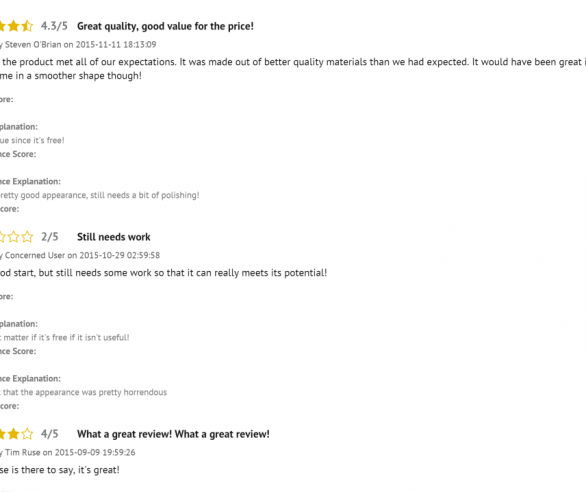 4.3/5 Great quality, good value for the price!
y Steven O'Brian on 2015-11-11 18:13:09
the product met all of our expectations. It was made out of better quality materials than we had expected. It would have been great i
me in a smoother shape though!
ore:
planation:
ue since it's free!
nce Score:
nce Explanation:
retty good appearance, still needs a bit of polishing!
core:
2/5 Still needs work
y Concerned User on 2015-10-29 02:59:58
od start, but still needs some work so that it can really meets its potential!
ore:
planation:
t matter if it's free if it isn't useful!
nce Score:
nce Explanation:
t that the appearance was pretty horrendous
core:
4/5 What a great review! What a great review!
y Tim Ruse on 2015-09-09 19:59:26
se is there to say, it's great!